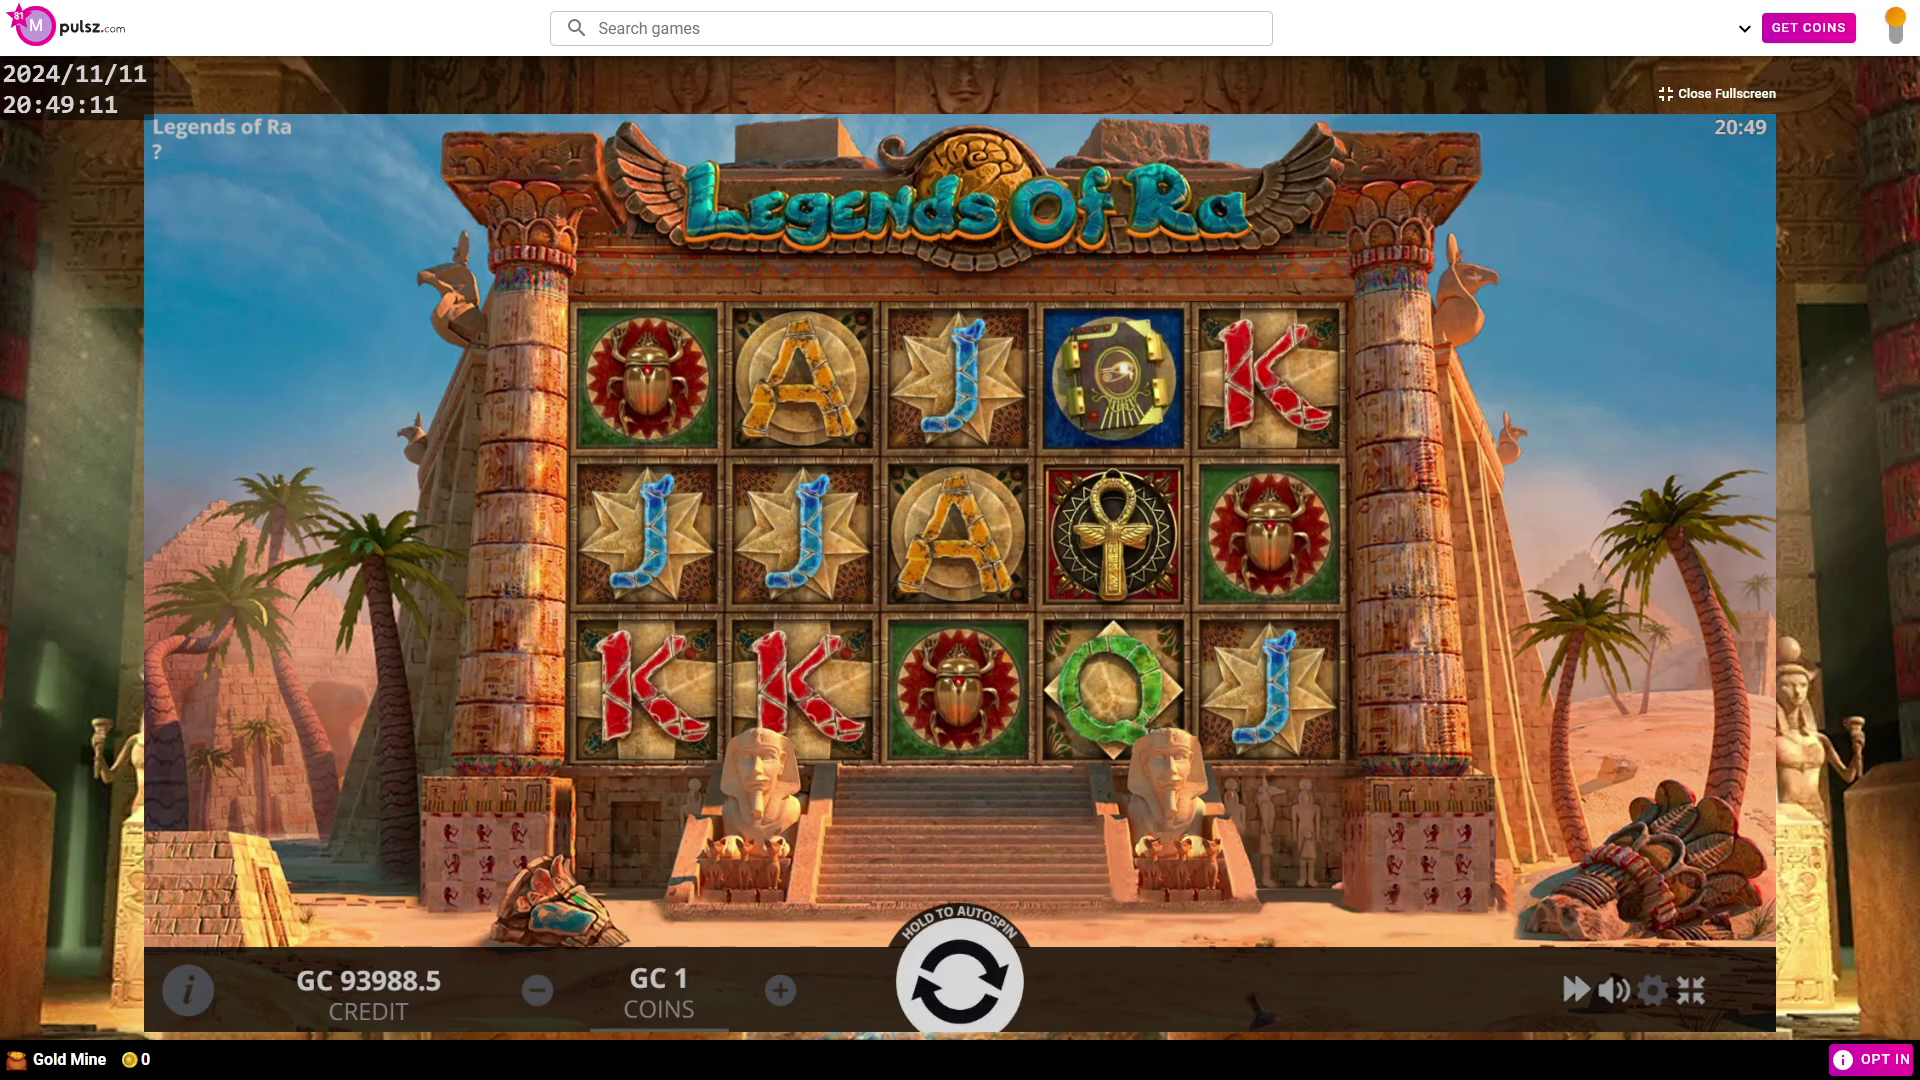 81
M
pulsz.com
Search games
GET COINS
2024/11/11
20:49:11
Close Fullscreen
Legends of Ra
?
20:49
Legends Of Ra
A
J
K
J
J
A
K
K
Q
J
HOLD TO AUTOSPIN
i
GC 93988.5
CREDIT
GC 1
COINS
Gold Mine
0
OPT IN